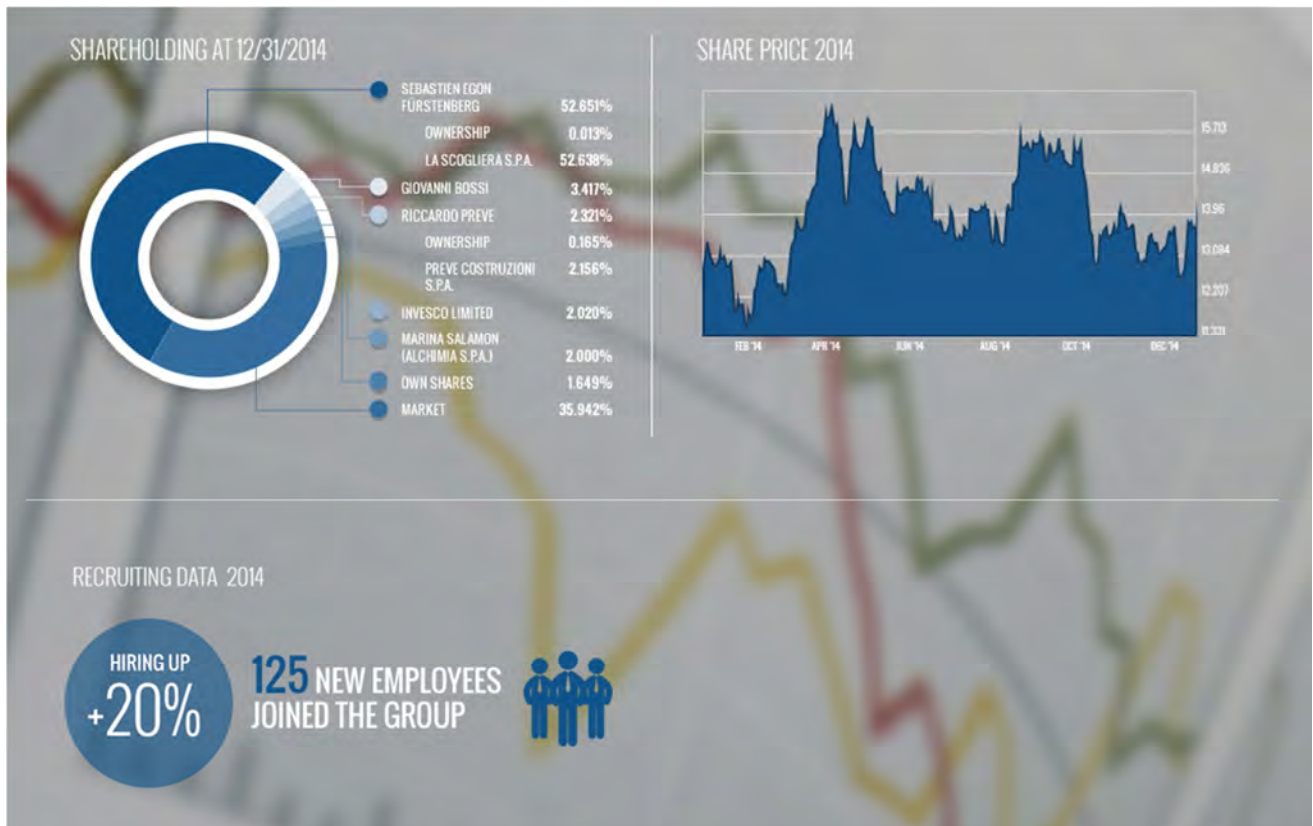 SHAREHOLDING AT 12/31/2014
SEBASTIEN EGON
FÜRSTENBERG 52.651%
OWNERSHIP 0.013%
LA SCOGLIERA S.P.A. 52.638%
GIOVANNI BOSSI 3.417%
RICCARDO PREVE 2.321%
OWNERSHIP 0.165%
PREVE COSTRUZIONI
S.P.A. 2.156%
INVESCO LIMITED 2.020%
MARINA SALAMON
(ALCHIMIA S.P.A.) 2.000%
OWN SHARES 1.649%
MARKET 35.942%
SHARE PRICE 2014
15.713
14.836
13.96
13.084
12.207
11.331
FEB '14 APR '14 JUN '14 AUG '14 OCT '14 DEC '14
RECRUITING DATA 2014
HIRING UP
+20%
125 NEW EMPLOYEES
JOINED THE GROUP